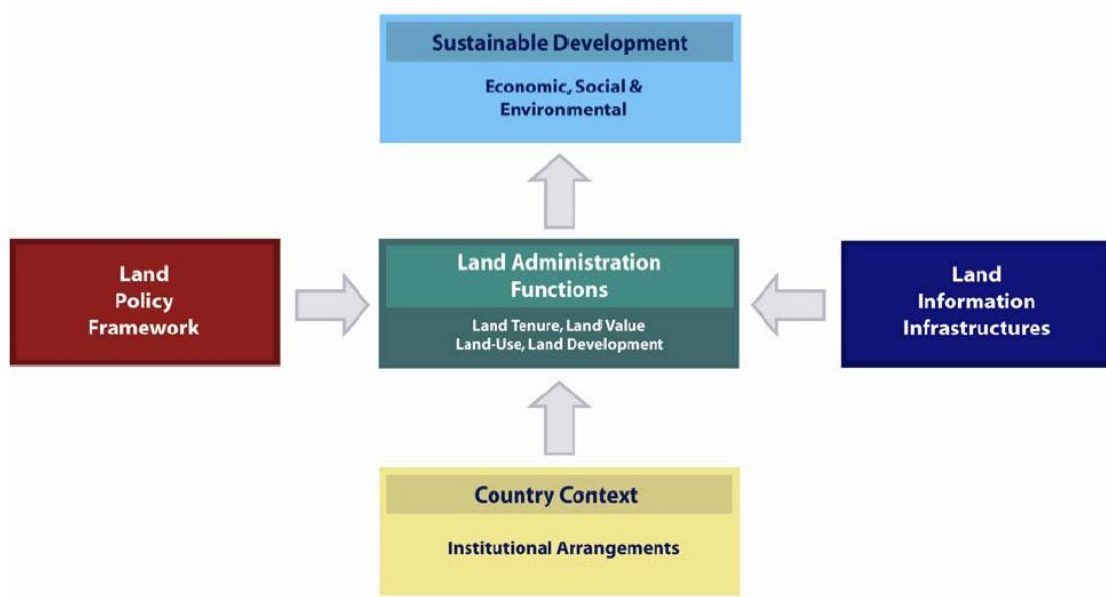 Sustainable Development
Economic, Social &
Environmental
Land
Policy
Framework
Land Administration
Functions
Land Tenure, Land Value
Land-Use, Land Development
Land
Information
Infrastructures
Country Context
Institutional Arrangements